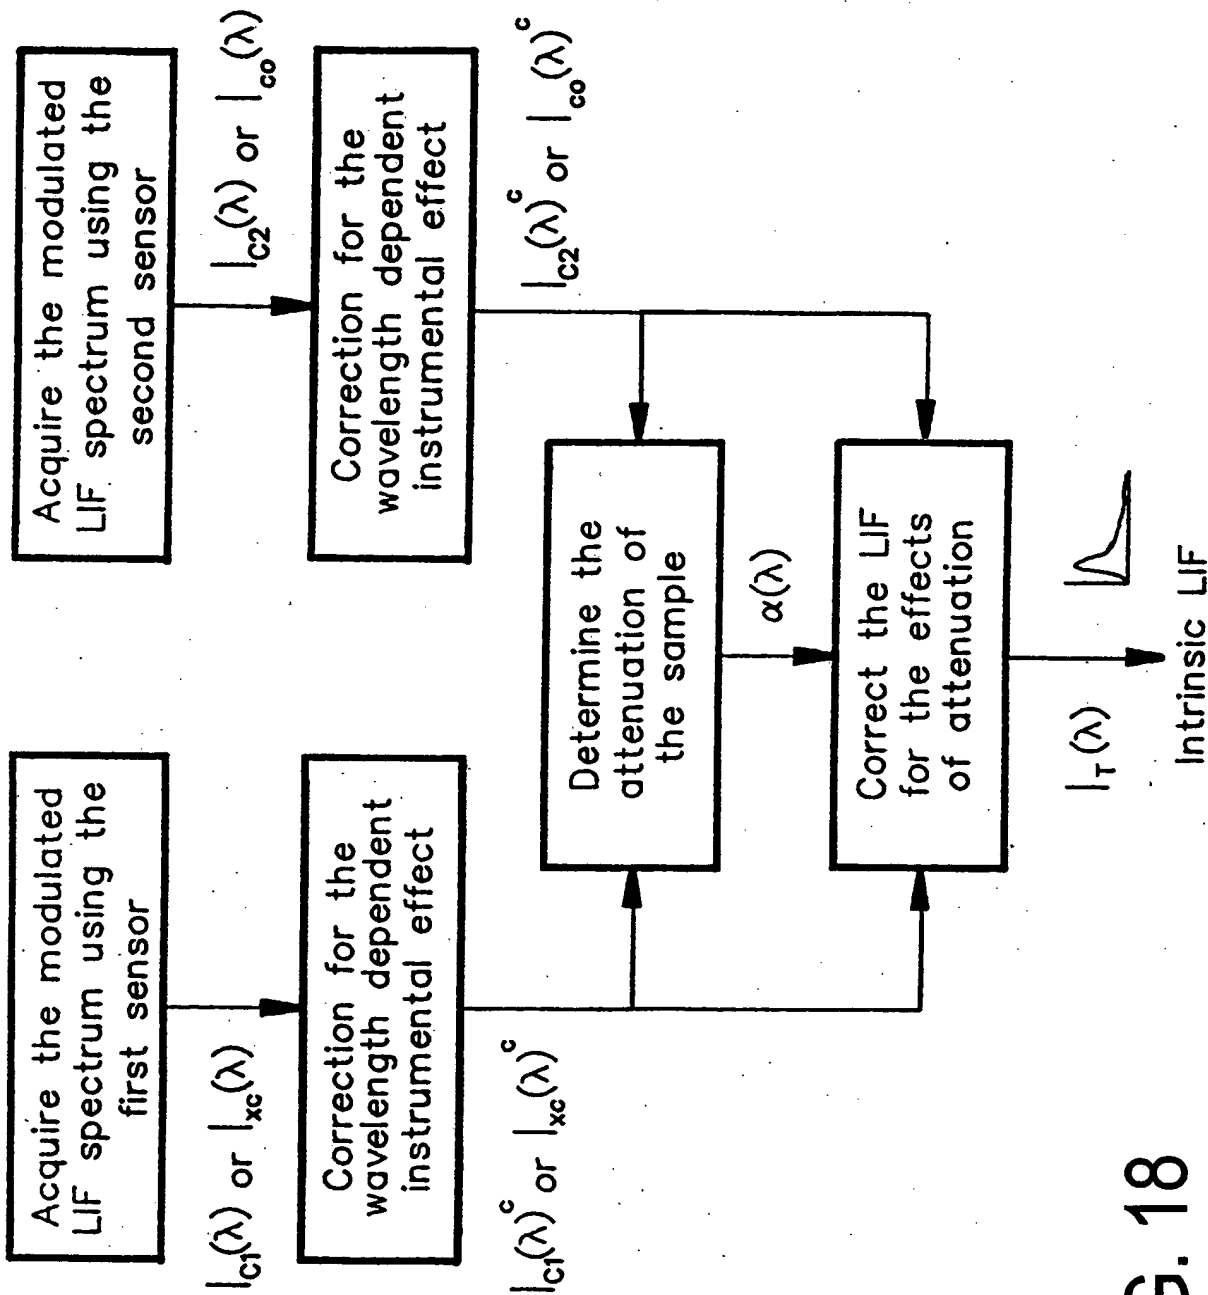 Acquire the modulated
LIF spectrum using the
first sensor
I_C1(λ) or I_xc(λ)
Correction for the
wavelength dependent
instrumental effect
I_C1(λ)^c or I_xc(λ)^c
Acquire the modulated
LIF spectrum using the
second sensor
I_C2(λ) or I_co(λ)
Correction for the
wavelength dependent
instrumental effect
I_C2(λ)^c or I_co(λ)^c
Determine the
attenuation of
the sample
α(λ)
Correct the LIF
for the effects
of attenuation
I_T(λ)
Intrinsic LIF
G. 18